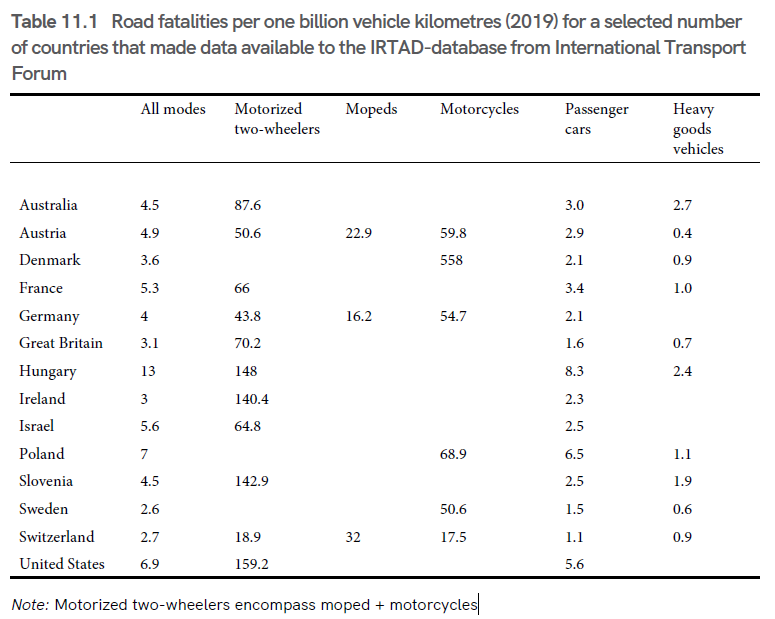 Table 11.1 Road fatalities per one billion vehicle kilometres (2019) for a selected number
of countries that made data available to the IRTAD-database from International Transport
Forum
All modes Motorized two-wheelers Mopeds Motorcycles Passenger cars Heavy goods vehicles
Australia 4.5 87.6 3.0 2.7
Austria 4.9 50.6 22.9 59.8 2.9 0.4
Denmark 3.6 558 2.1 0.9
France 5.3 66 3.4 1.0
Germany 4 43.8 16.2 54.7 2.1
Great Britain 3.1 70.2 1.6 0.7
Hungary 13 148 8.3 2.4
Ireland 3 140.4 2.3
Israel 5.6 64.8 2.5
Poland 7 68.9 6.5 1.1
Slovenia 4.5 142.9 2.5 1.9
Sweden 2.6 50.6 1.5 0.6
Switzerland 2.7 18.9 32 17.5 1.1 0.9
United States 6.9 159.2 5.6
Note: Motorized two-wheelers encompass moped + motorcycles